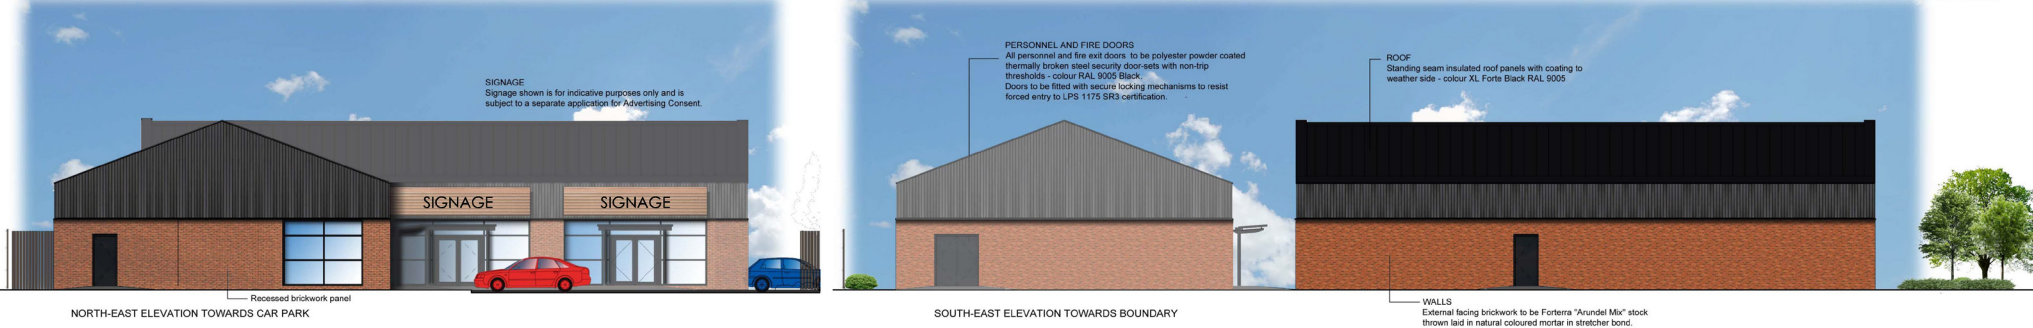 SIGNAGE
Signage shown is for indicative purposes only and is
subject to a separate application for Advertising Consent.
SIGNAGE
SIGNAGE
Recessed brickwork panel
NORTH-EAST ELEVATION TOWARDS CAR PARK
PERSONNEL AND FIRE DOORS
All personnel and fire exit doors to be polyester powder coated
thermally broken steel security door-sets with non-trip
thresholds - colour RAL 9005 Black.
Doors to be fitted with secure locking mechanisms to resist
forced entry to LPS 1175 SR3 certification.
SOUTH-EAST ELEVATION TOWARDS BOUNDARY
ROOF
Standing seam insulated roof panels with coating to
weather side - colour XL Forte Black RAL 9005
WALLS
External facing brickwork to be Forterra "Arundel Mix" stock
thrown laid in natural coloured mortar in stretcher bond.